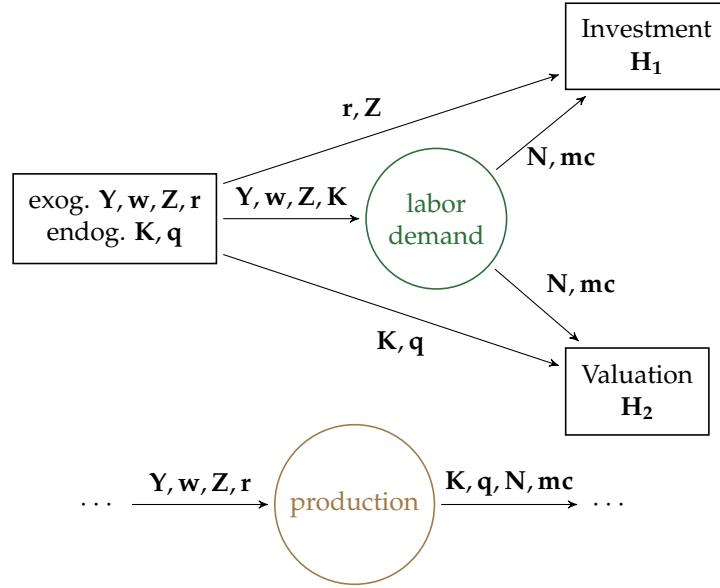 Investment
H₁
r, Z
N, mc
exog. Y, w, Z, r
endog. K, q
Y, w, Z, K
labor
demand
N, mc
K, q
Valuation
H₂
· · ·
Y, w, Z, r
production
K, q, N, mc
· · ·